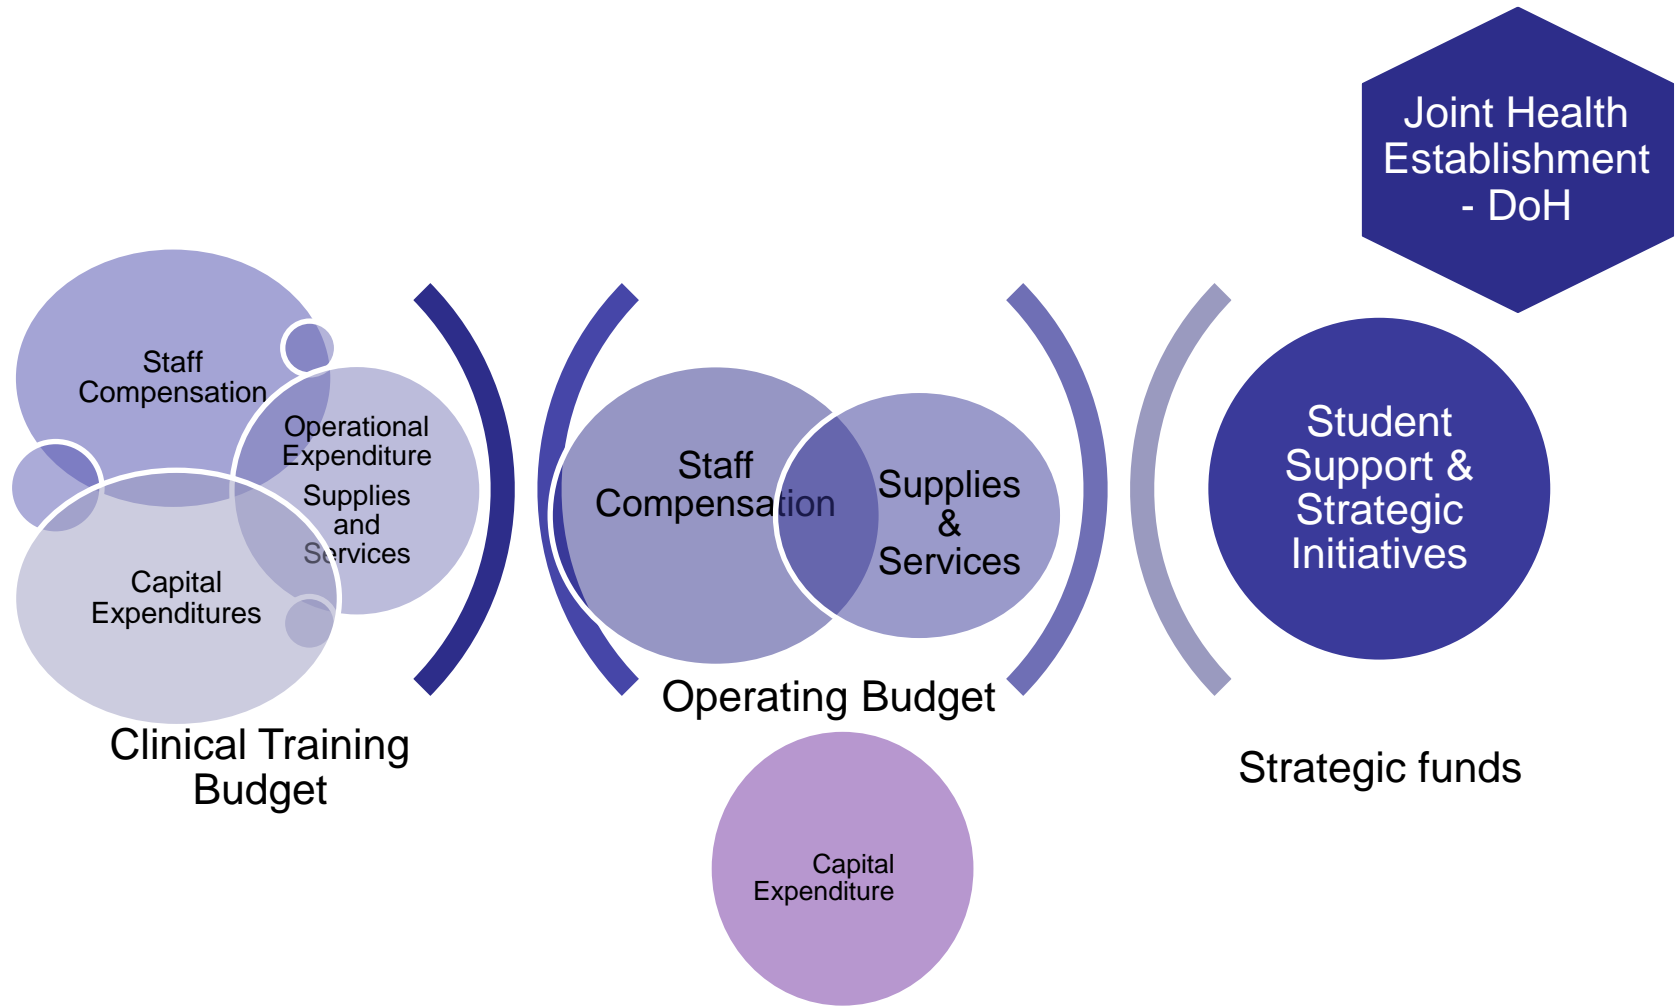 Joint Health
Establishment
- DoH
Staff
Compensation
Operational
Expenditure
Supplies
and
Services
Capital
Expenditures
Clinical Training
Budget
Staff
Compensation
Supplies
&
Services
Operating Budget
Capital
Expenditure
Student
Support &
Strategic
Initiatives
Strategic funds